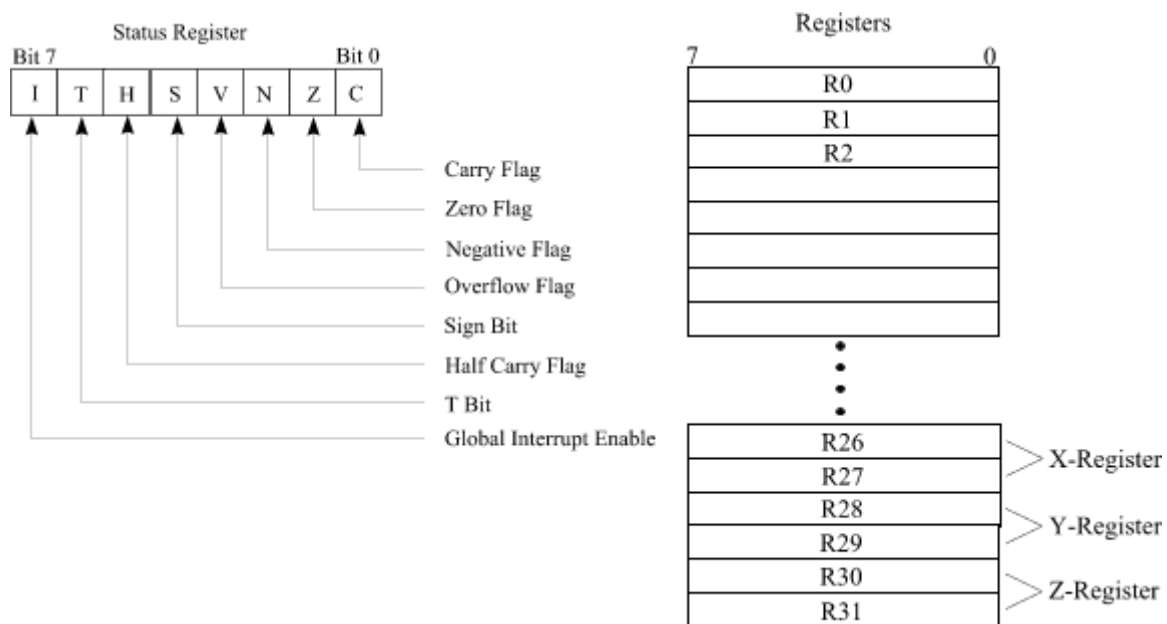 Status Register
Bit 7 Bit 0
I T H S V N Z C
Carry Flag
Zero Flag
Negative Flag
Overflow Flag
Sign Bit
Half Carry Flag
T Bit
Global Interrupt Enable
Registers
7 0
R0
R1
R2
R26
R27
X-Register
R28
R29
Y-Register
R30
R31
Z-Register